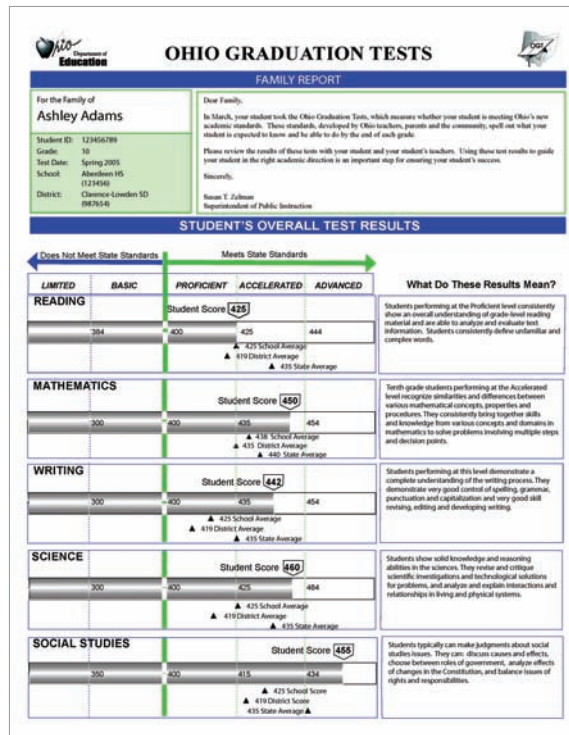 Ohio
Department of
Education
OHIO GRADUATION TESTS
OGT
FAMILY REPORT
For the Family of
Ashley Adams
Student ID: 123456789
Grade: 10
Test Date: Spring 2005
School: Aberdeen HS
(123456)
District: Clarence-Lowden SD
(987654)
Dear Family,
In March, your student took the Ohio Graduation Tests, which measure whether your student is meeting Ohio's new
academic standards. These standards, developed by Ohio teachers, parents and the community, spell out what your
student is expected to know and be able to do by the end of each grade.
Please review the results of these tests with your student and your student's teachers. Using these test results to guide
your student in the right academic direction is an important step for ensuring your student's success.
Sincerely,
Susan T. Zelman
Superintendent of Public Instruction
STUDENT'S OVERALL TEST RESULTS
Does Not Meet State Standards Meets State Standards
LIMITED BASIC PROFICIENT ACCELERATED ADVANCED What Do These Results Mean?
READING
Student Score 425
384 400 425 444
425 School Average
419 District Average
435 State Average
Students performing at the Proficient level consistently
show an overall understanding of grade-level reading
material and are able to analyze and evaluate text
information. Students consistently define unfamiliar and
complex words.
MATHEMATICS
Student Score 450
300 400 435 454
438 School Average
435 District Average
440 State Average
Tenth grade students performing at the Accelerated
level recognize similarities and differences between
various mathematical concepts, properties and
procedures. They consistently bring together skills
and knowledge from various concepts and domains in
mathematics to solve problems involving multiple steps
and decision points.
WRITING
Student Score 442
300 400 435 454
425 School Average
419 District Average
435 State Average
Students performing at this level demonstrate a
complete understanding of the writing process. They
demonstrate very good control of spelling, grammar,
punctuation and capitalization and very good skill
revising, editing and developing writing.
SCIENCE
Student Score 460
300 400 425 484
425 School Average
419 District Average
435 State Average
Students show solid knowledge and reasoning
abilities in the sciences. They revise and critique
scientific investigations and technological solutions
for problems, and analyze and explain interactions and
relationships in living and physical systems.
SOCIAL STUDIES
Student Score 455
350 400 415 434
425 School Score
419 District Score
435 State Average
Students typically can make judgments about social
studies issues. They can: discuss causes and effects,
choose between roles of government, analyze effects
of changes in the Constitution, and balance issues of
rights and responsibilities.